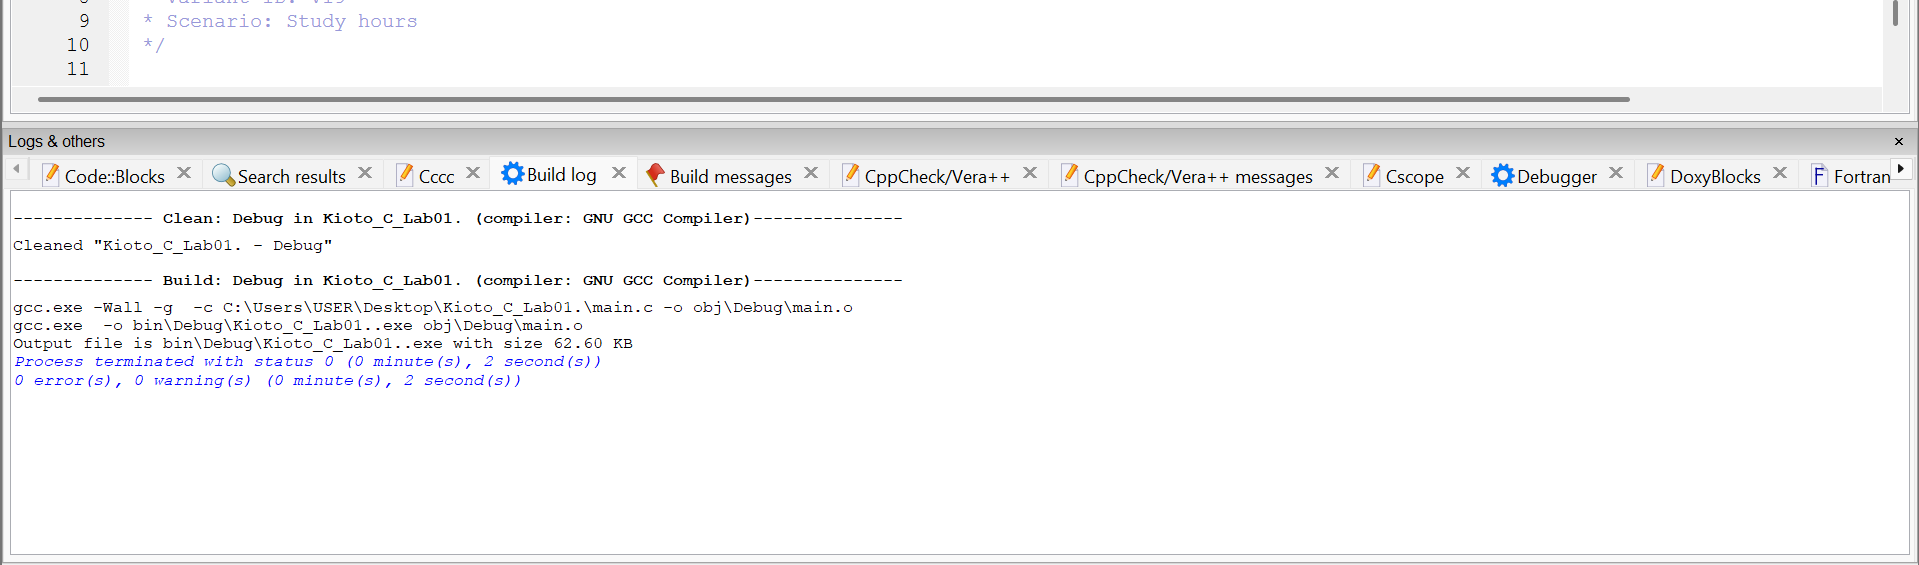 9 * Scenario: Study hours
10 */
11
Logs & others
Code::Blocks Search results Cccc Build log Build messages CppCheck/Vera++ CppCheck/Vera++ messages Cscope Debugger DoxyBlocks Fortran
-------------- Clean: Debug in Kioto_C_Lab01. (compiler: GNU GCC Compiler)---------------
Cleaned "Kioto_C_Lab01. - Debug"
-------------- Build: Debug in Kioto_C_Lab01. (compiler: GNU GCC Compiler)---------------
gcc.exe -Wall -g  -c C:\Users\USER\Desktop\Kioto_C_Lab01.\main.c -o obj\Debug\main.o
gcc.exe  -o bin\Debug\Kioto_C_Lab01..exe obj\Debug\main.o
Output file is bin\Debug\Kioto_C_Lab01..exe with size 62.60 KB
Process terminated with status 0 (0 minute(s), 2 second(s))
0 error(s), 0 warning(s) (0 minute(s), 2 second(s))